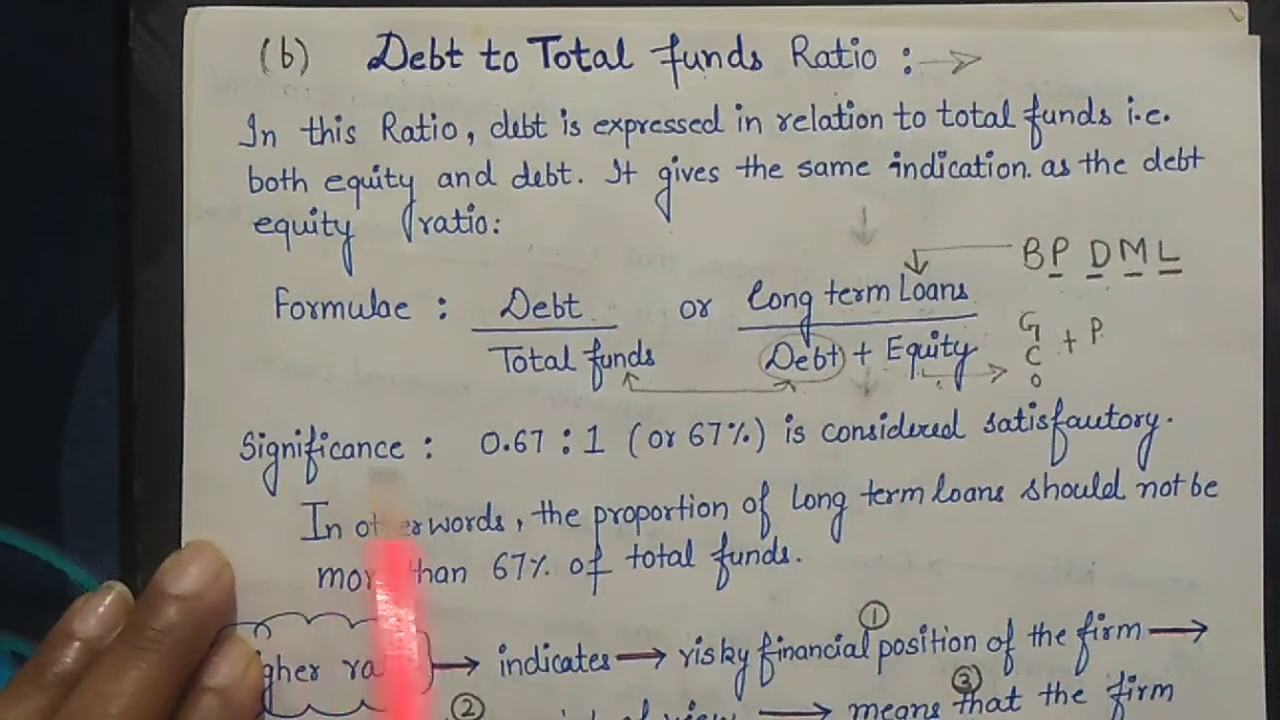 (b) Debt to Total funds Ratio :->
In this Ratio, debt is expressed in relation to total funds i.e.
both equity and debt. It gives the same indication as the debt
equity ratio:
BP D M L
Formulae : Debt or Long term Loans
Total funds Debt + Equity
G
C + P
O
Significance : 0.67 : 1 (or 67%) is considered satisfautory.
In other words, the proportion of Long term loans should not be
more than 67% of total funds.
①
indicates → risky financial position of the firm →
② ③
→ means that the firm